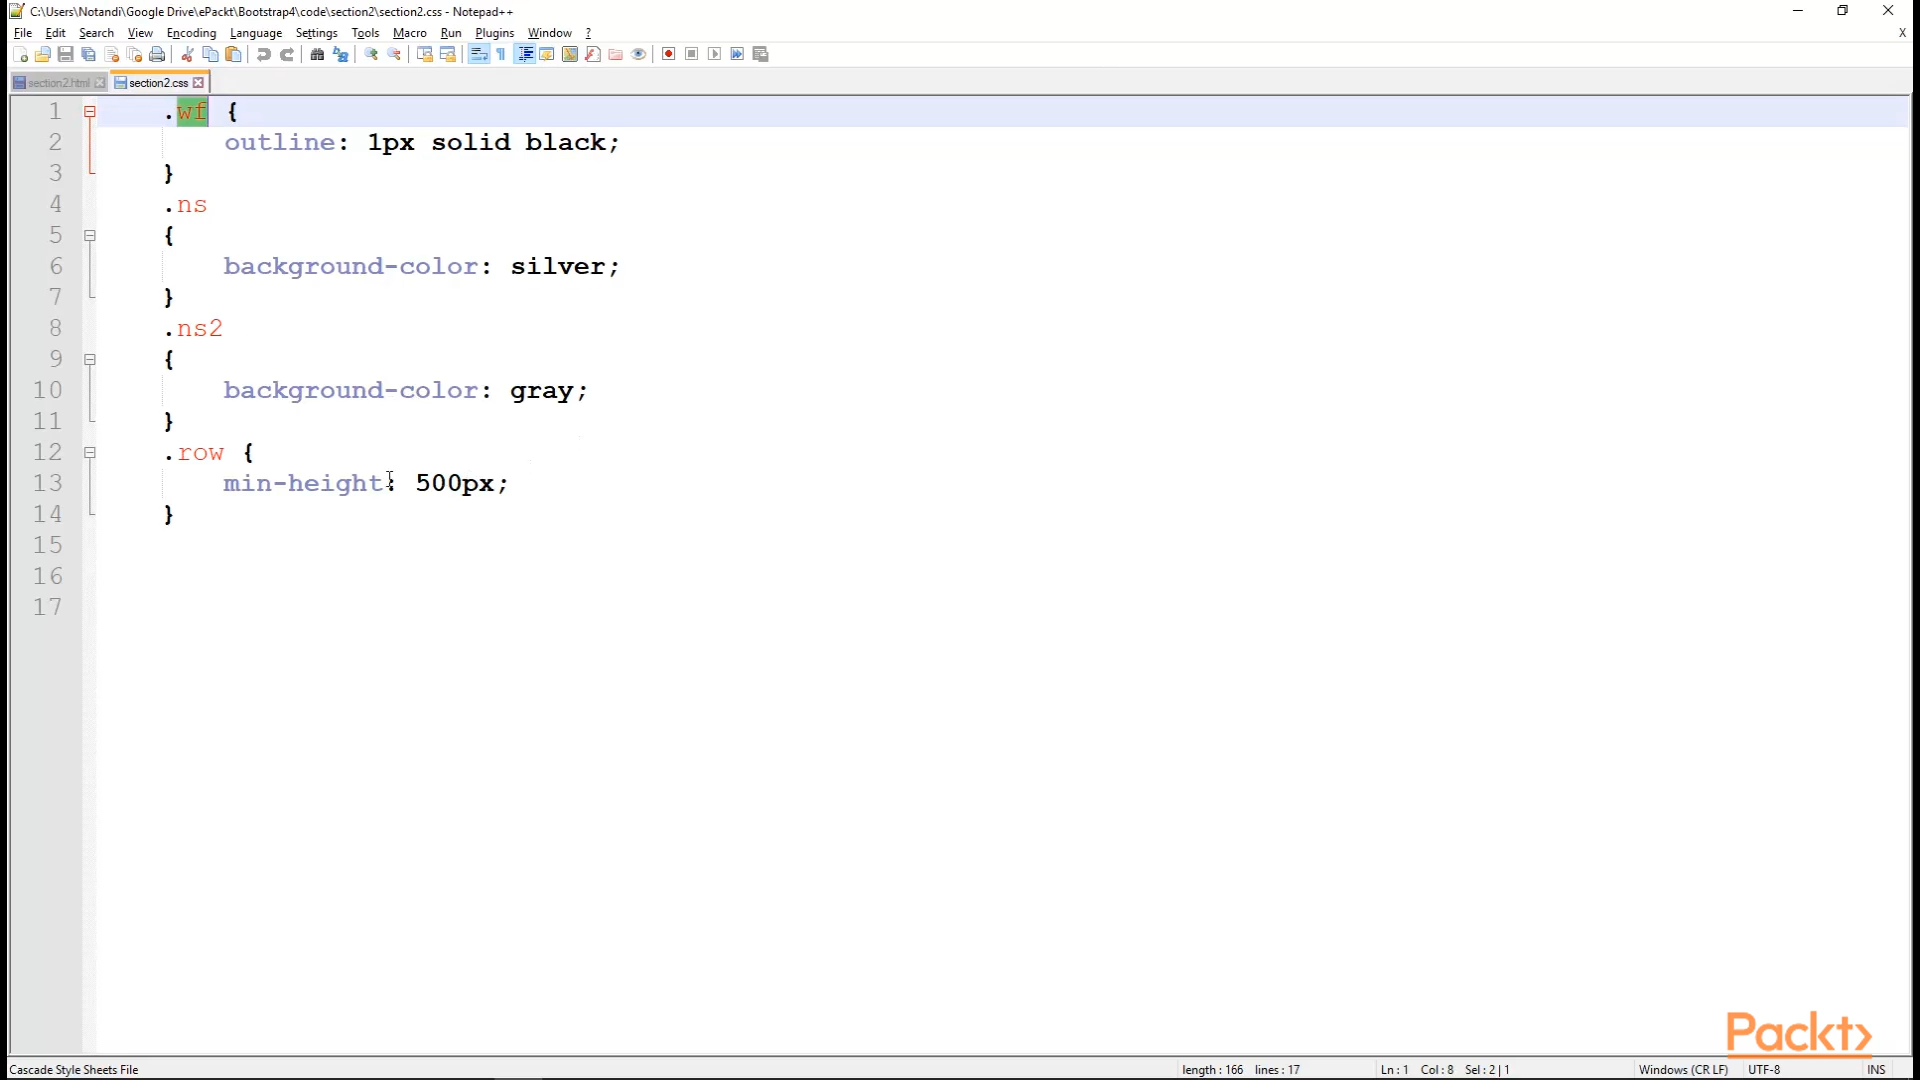 C:\Users\Notandi\Google Drive\ePackt\Bootstrap4\code\section2\section2.css - Notepad++
File Edit Search View Encoding Language Settings Tools Macro Run Plugins Window ? X
section2.html section2.css
1 .wf {
2 outline: 1px solid black;
3 }
4 .ns
5 {
6 background-color: silver;
7 }
8 .ns2
9 {
10 background-color: gray;
11 }
12 .row {
13 min-height: 500px;
14 }
15
16
17
Packt>
Cascade Style Sheets File length : 166 lines : 17 Ln : 1 Col : 8 Sel : 2 | 1 Windows (CR LF) UTF-8 INS